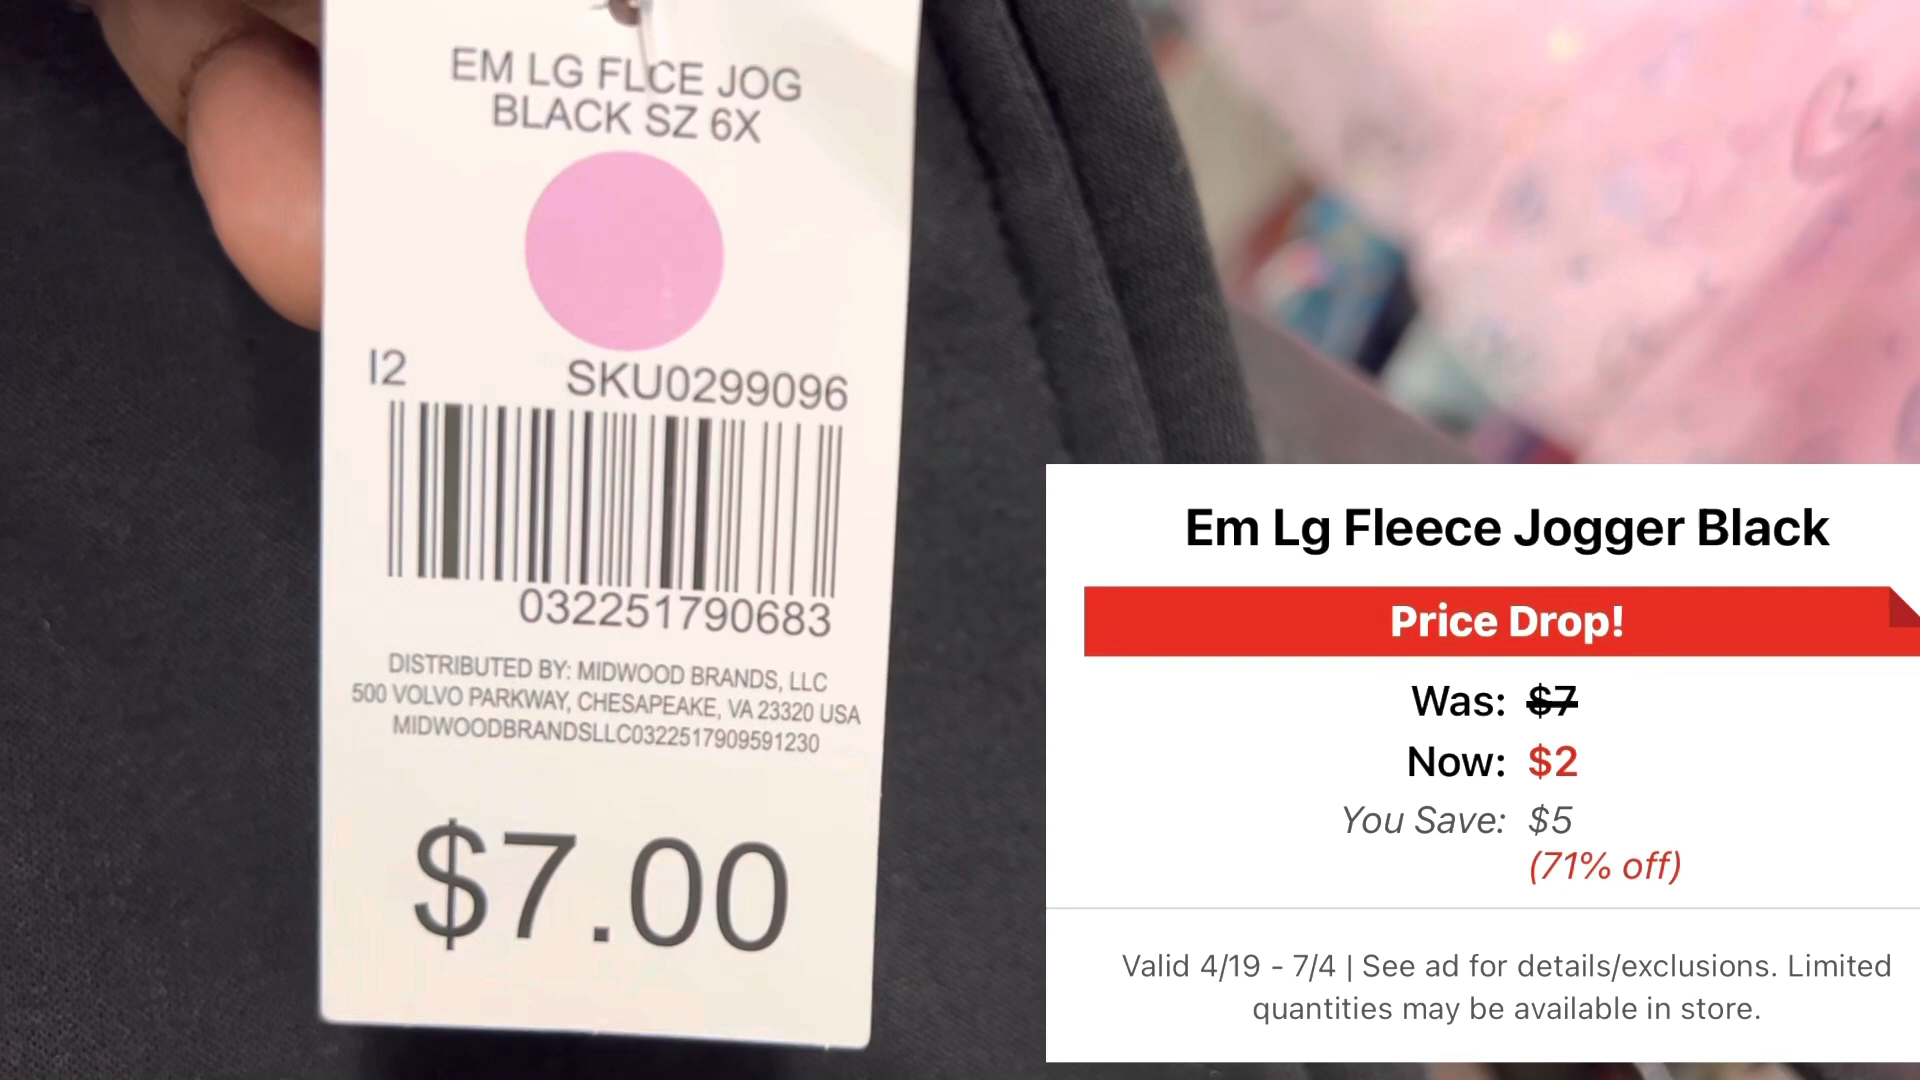 EM LG FLCE JOG
BLACK SZ 6X
I2
SKU0299096
032251790683
DISTRIBUTED BY: MIDWOOD BRANDS, LLC
500 VOLVO PARKWAY, CHESAPEAKE, VA 23320 USA
MIDWOODBRANDSLLC0322517909591230
$7.00
Em Lg Fleece Jogger Black
Price Drop!
Was: $7
Now: $2
You Save: $5
(71% off)
Valid 4/19 - 7/4 | See ad for details/exclusions. Limited
quantities may be available in store.